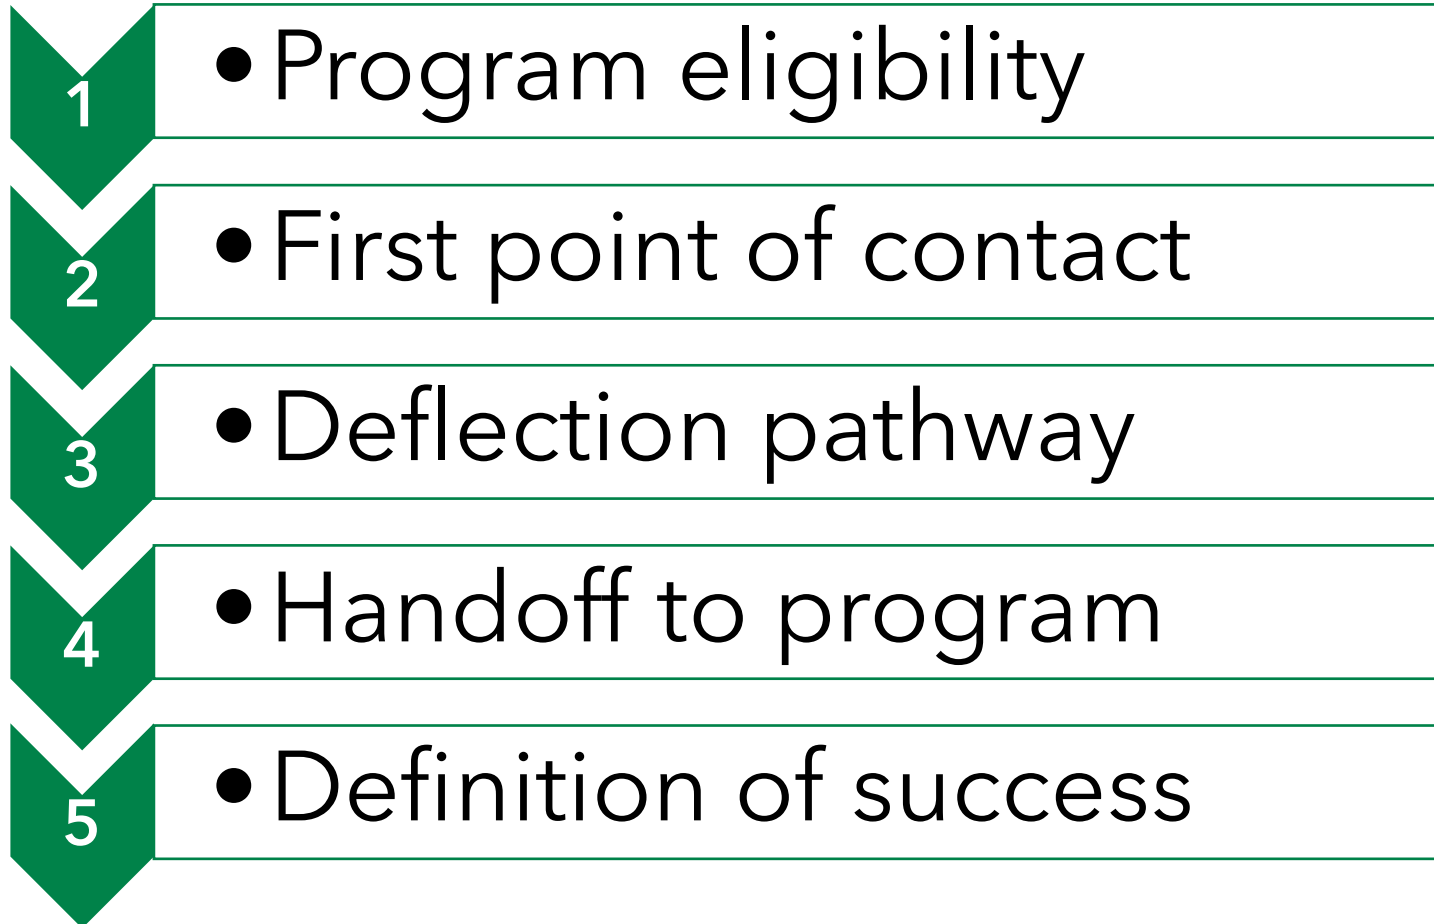 1
•Program eligibility
2
•First point of contact
3
•Deflection pathway
4
•Handoff to program
5
•Definition of success